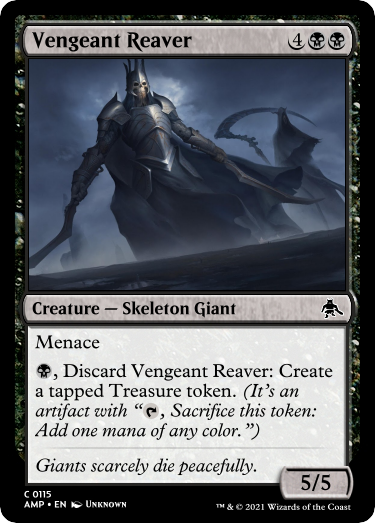 Vengeant Reaver 4
Menace
Creature — Skeleton Giant
, Discard Vengeant Reaver: Create
a tapped Treasure token. (It's an
artifact with “, Sacrifice this token:
Add one mana of any color.”)
Giants scarcely die peacefully.
5/5
C 0115
AMP • EN Unknown
™ & © 2021 Wizards of the Coast